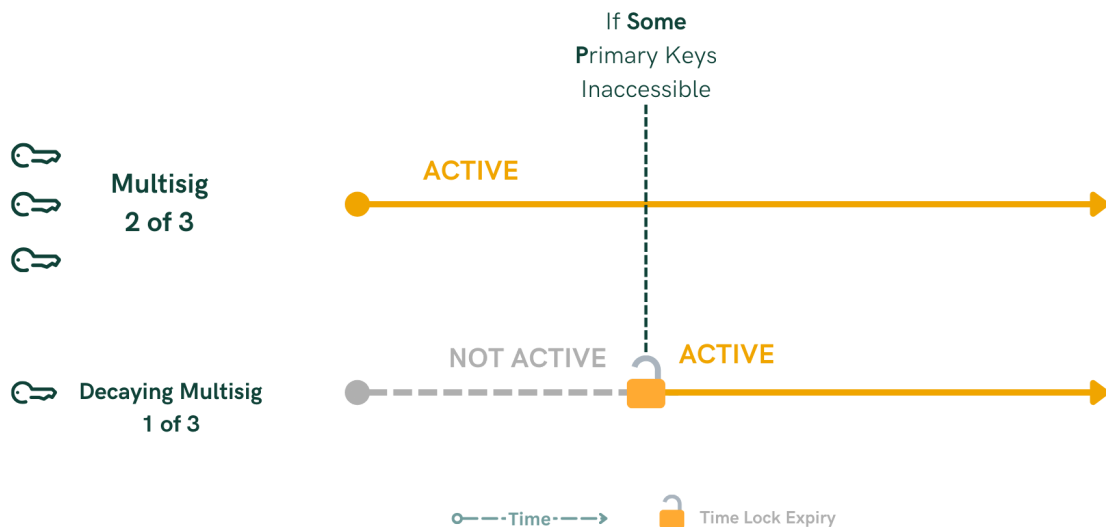 If Some
Primary Keys
Inaccessible
ACTIVE
Multisig
2 of 3
NOT ACTIVE
ACTIVE
Decaying Multisig
1 of 3
Time
Time Lock Expiry